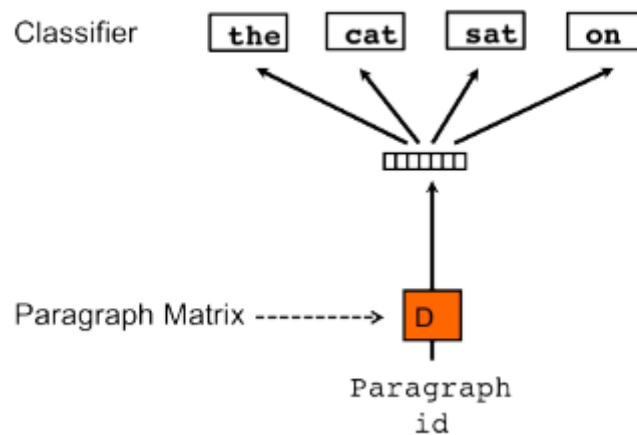 Classifier
the cat sat on
Paragraph Matrix
D
Paragraph
id